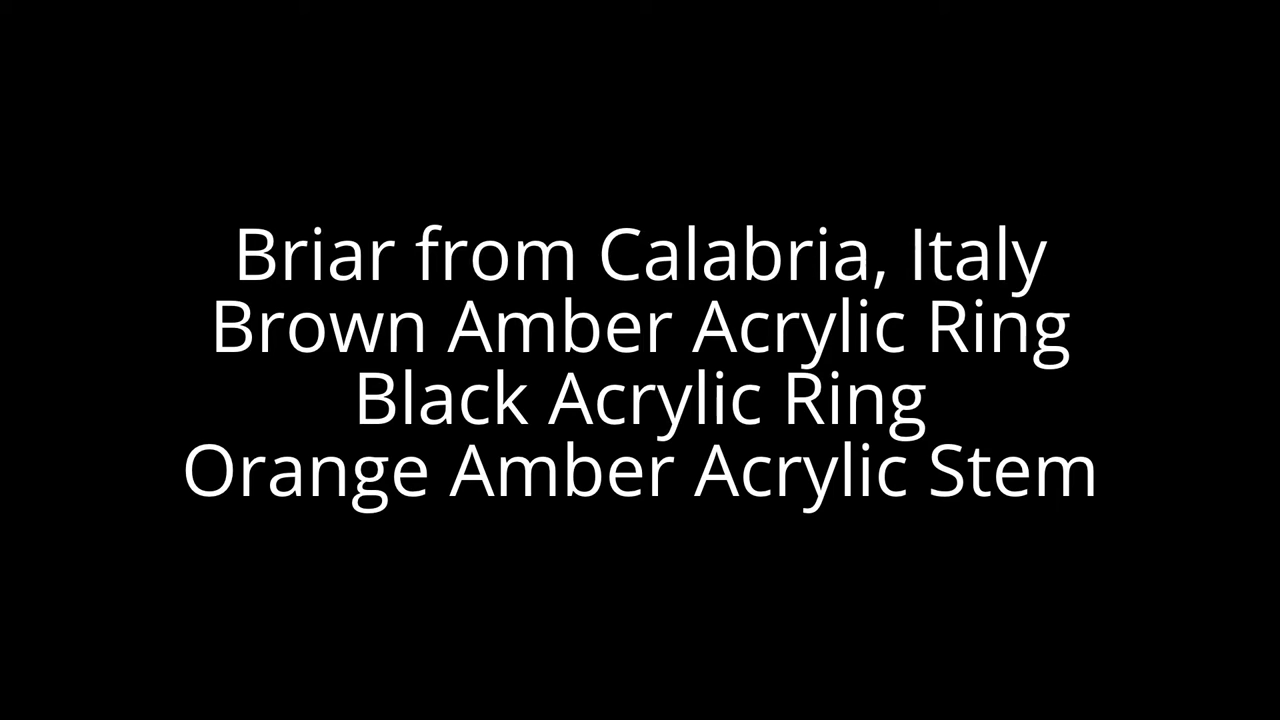 Briar from Calabria, Italy
Brown Amber Acrylic Ring
Black Acrylic Ring
Orange Amber Acrylic Stem